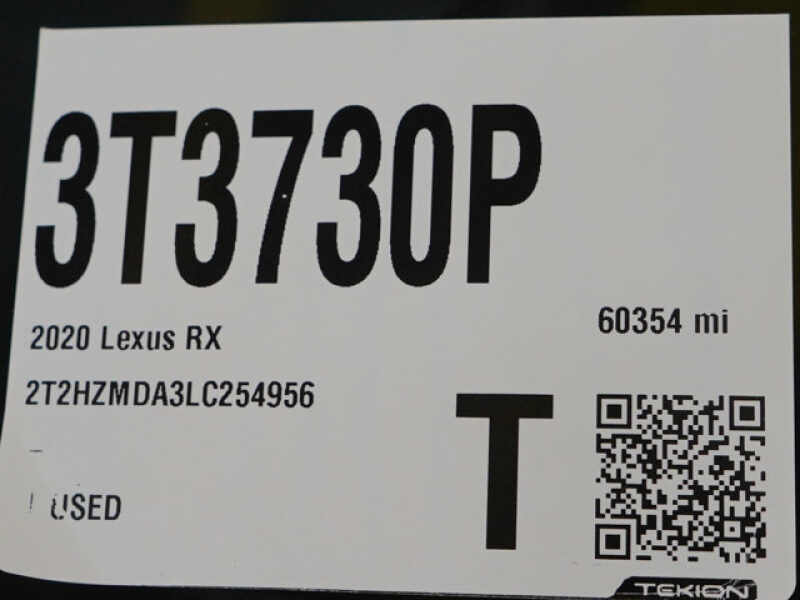 3T3730P
2020 Lexus RX
60354 mi
2T2HZMDA3LC254956
T
USED
TEKION